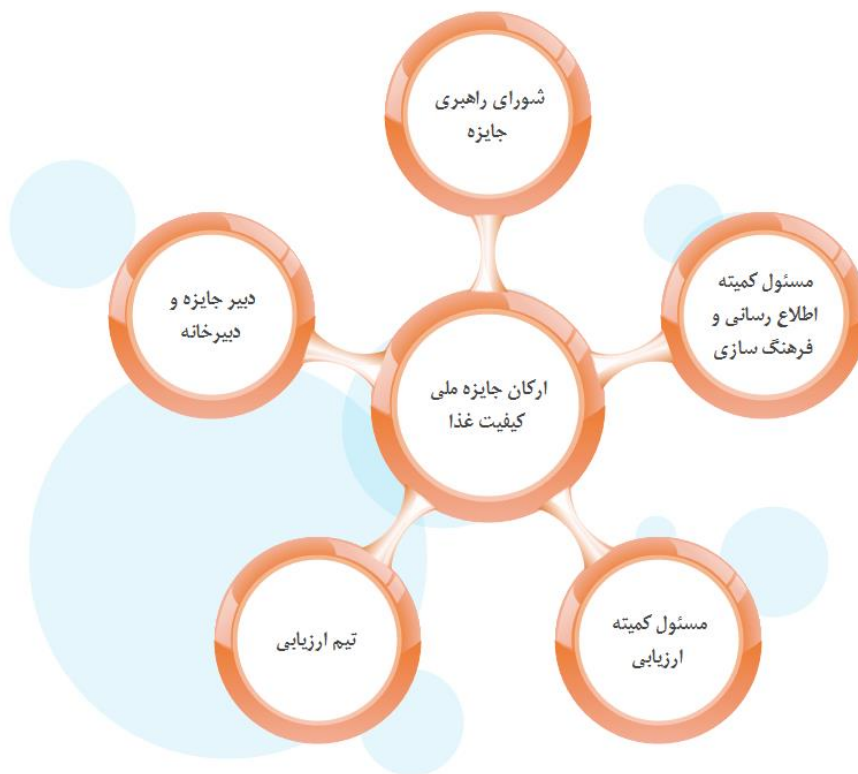 شورای راهبری
جایزه
مسئول کمیته
اطلاع رسانی و
فرهنگ سازی
دبیر جایزه و
دبیرخانه
ارکان جایزه ملی
کیفیت غذا
مسئول کمیته
ارزیابی
تیم ارزیابی